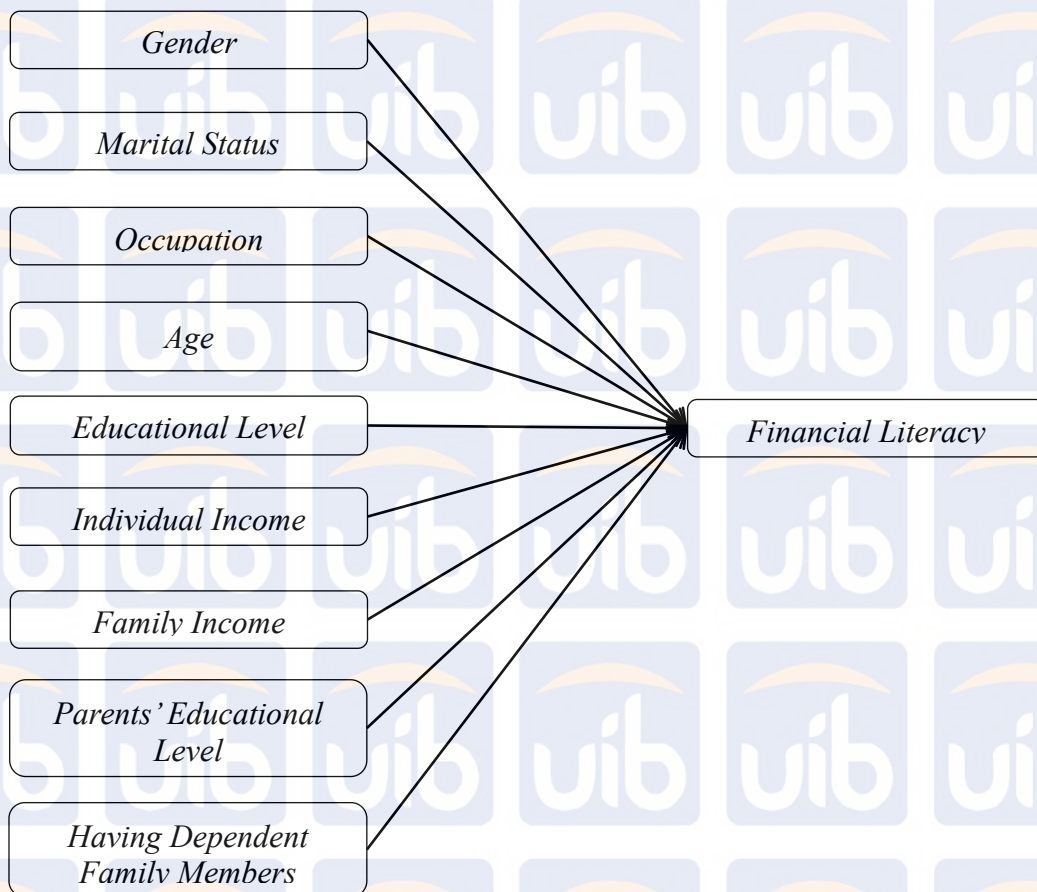 Gender
Marital Status
Occupation
Age
Educational Level
Financial Literacy
Individual Income
Family Income
Parents' Educational
Level
Having Dependent
Family Members
uib